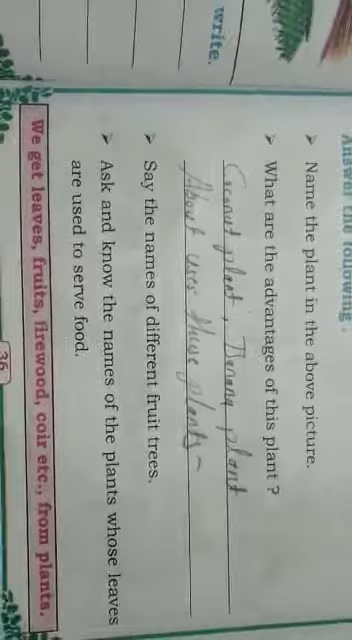 Answer the following.
➢ Name the plant in the above picture.
➢ What are the advantages of this plant ?
Coconut plant, Banana plant
About uses these plants-
➢ Say the names of different fruit trees.
➢ Ask and know the names of the plants whose leaves
are used to serve food.
We get leaves, fruits, firewood, coir etc., from plants.
36
write.